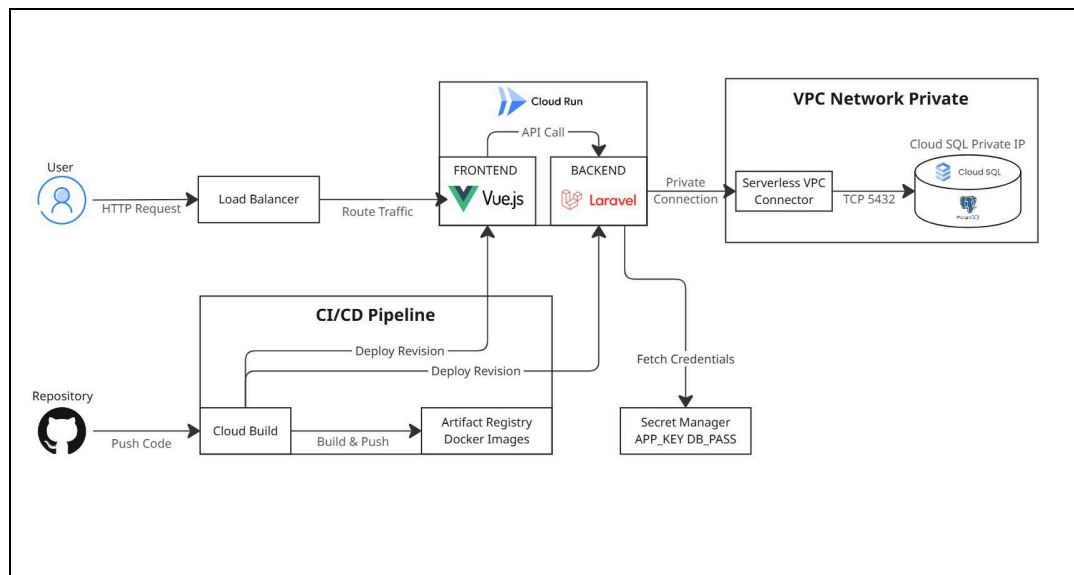 Cloud Run
API Call
FRONTEND
Vue.js
BACKEND
Laravel
VPC Network Private
Cloud SQL Private IP
Cloud SQL
Serverless VPC
Connector
TCP 5432
Private
Connection
User
HTTP Request
Load Balancer
Route Traffic
CI/CD Pipeline
Deploy Revision
Deploy Revision
Repository
Push Code
Cloud Build
Build & Push
Artifact Registry
Docker Images
Fetch Credentials
Secret Manager
APP_KEY DB_PASS